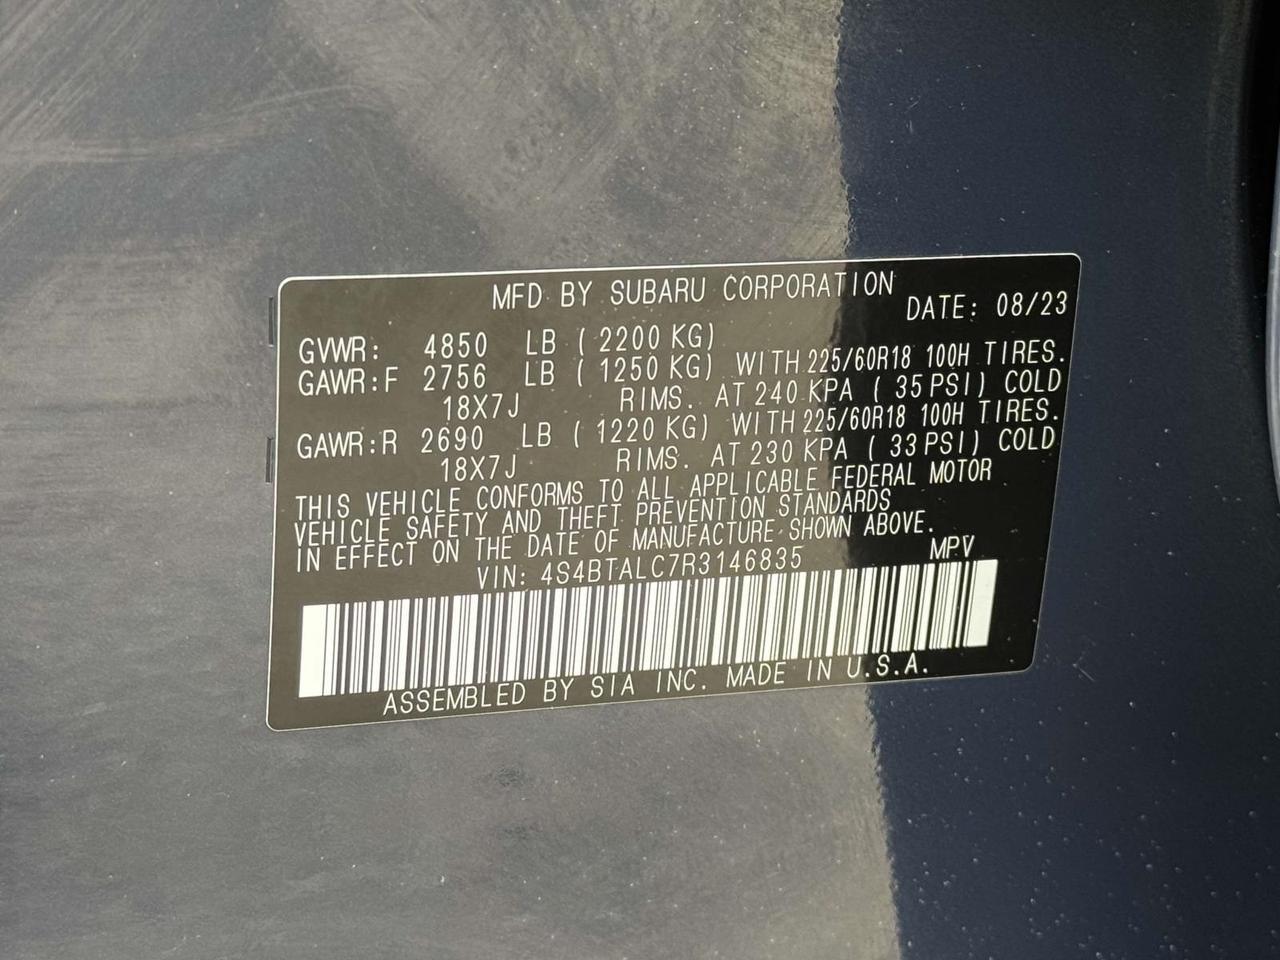 MFD BY SUBARU CORPORATION
DATE: 08/23
GVWR: 4850 LB ( 2200 KG)
GAWR:F 2756 LB ( 1250 KG) WITH 225/60R18 100H TIRES.
18X7J RIMS. AT 240 KPA ( 35 PSI) COLD
GAWR:R 2690 LB ( 1220 KG) WITH 225/60R18 100H TIRES.
18X7J RIMS. AT 230 KPA ( 33 PSI) COLD
THIS VEHICLE CONFORMS TO ALL APPLICABLE FEDERAL MOTOR
VEHICLE SAFETY AND THEFT PREVENTION STANDARDS
IN EFFECT ON THE DATE OF MANUFACTURE SHOWN ABOVE.
VIN: 4S4BTALC7R3146835 MPV
ASSEMBLED BY SIA INC. MADE IN U.S.A.